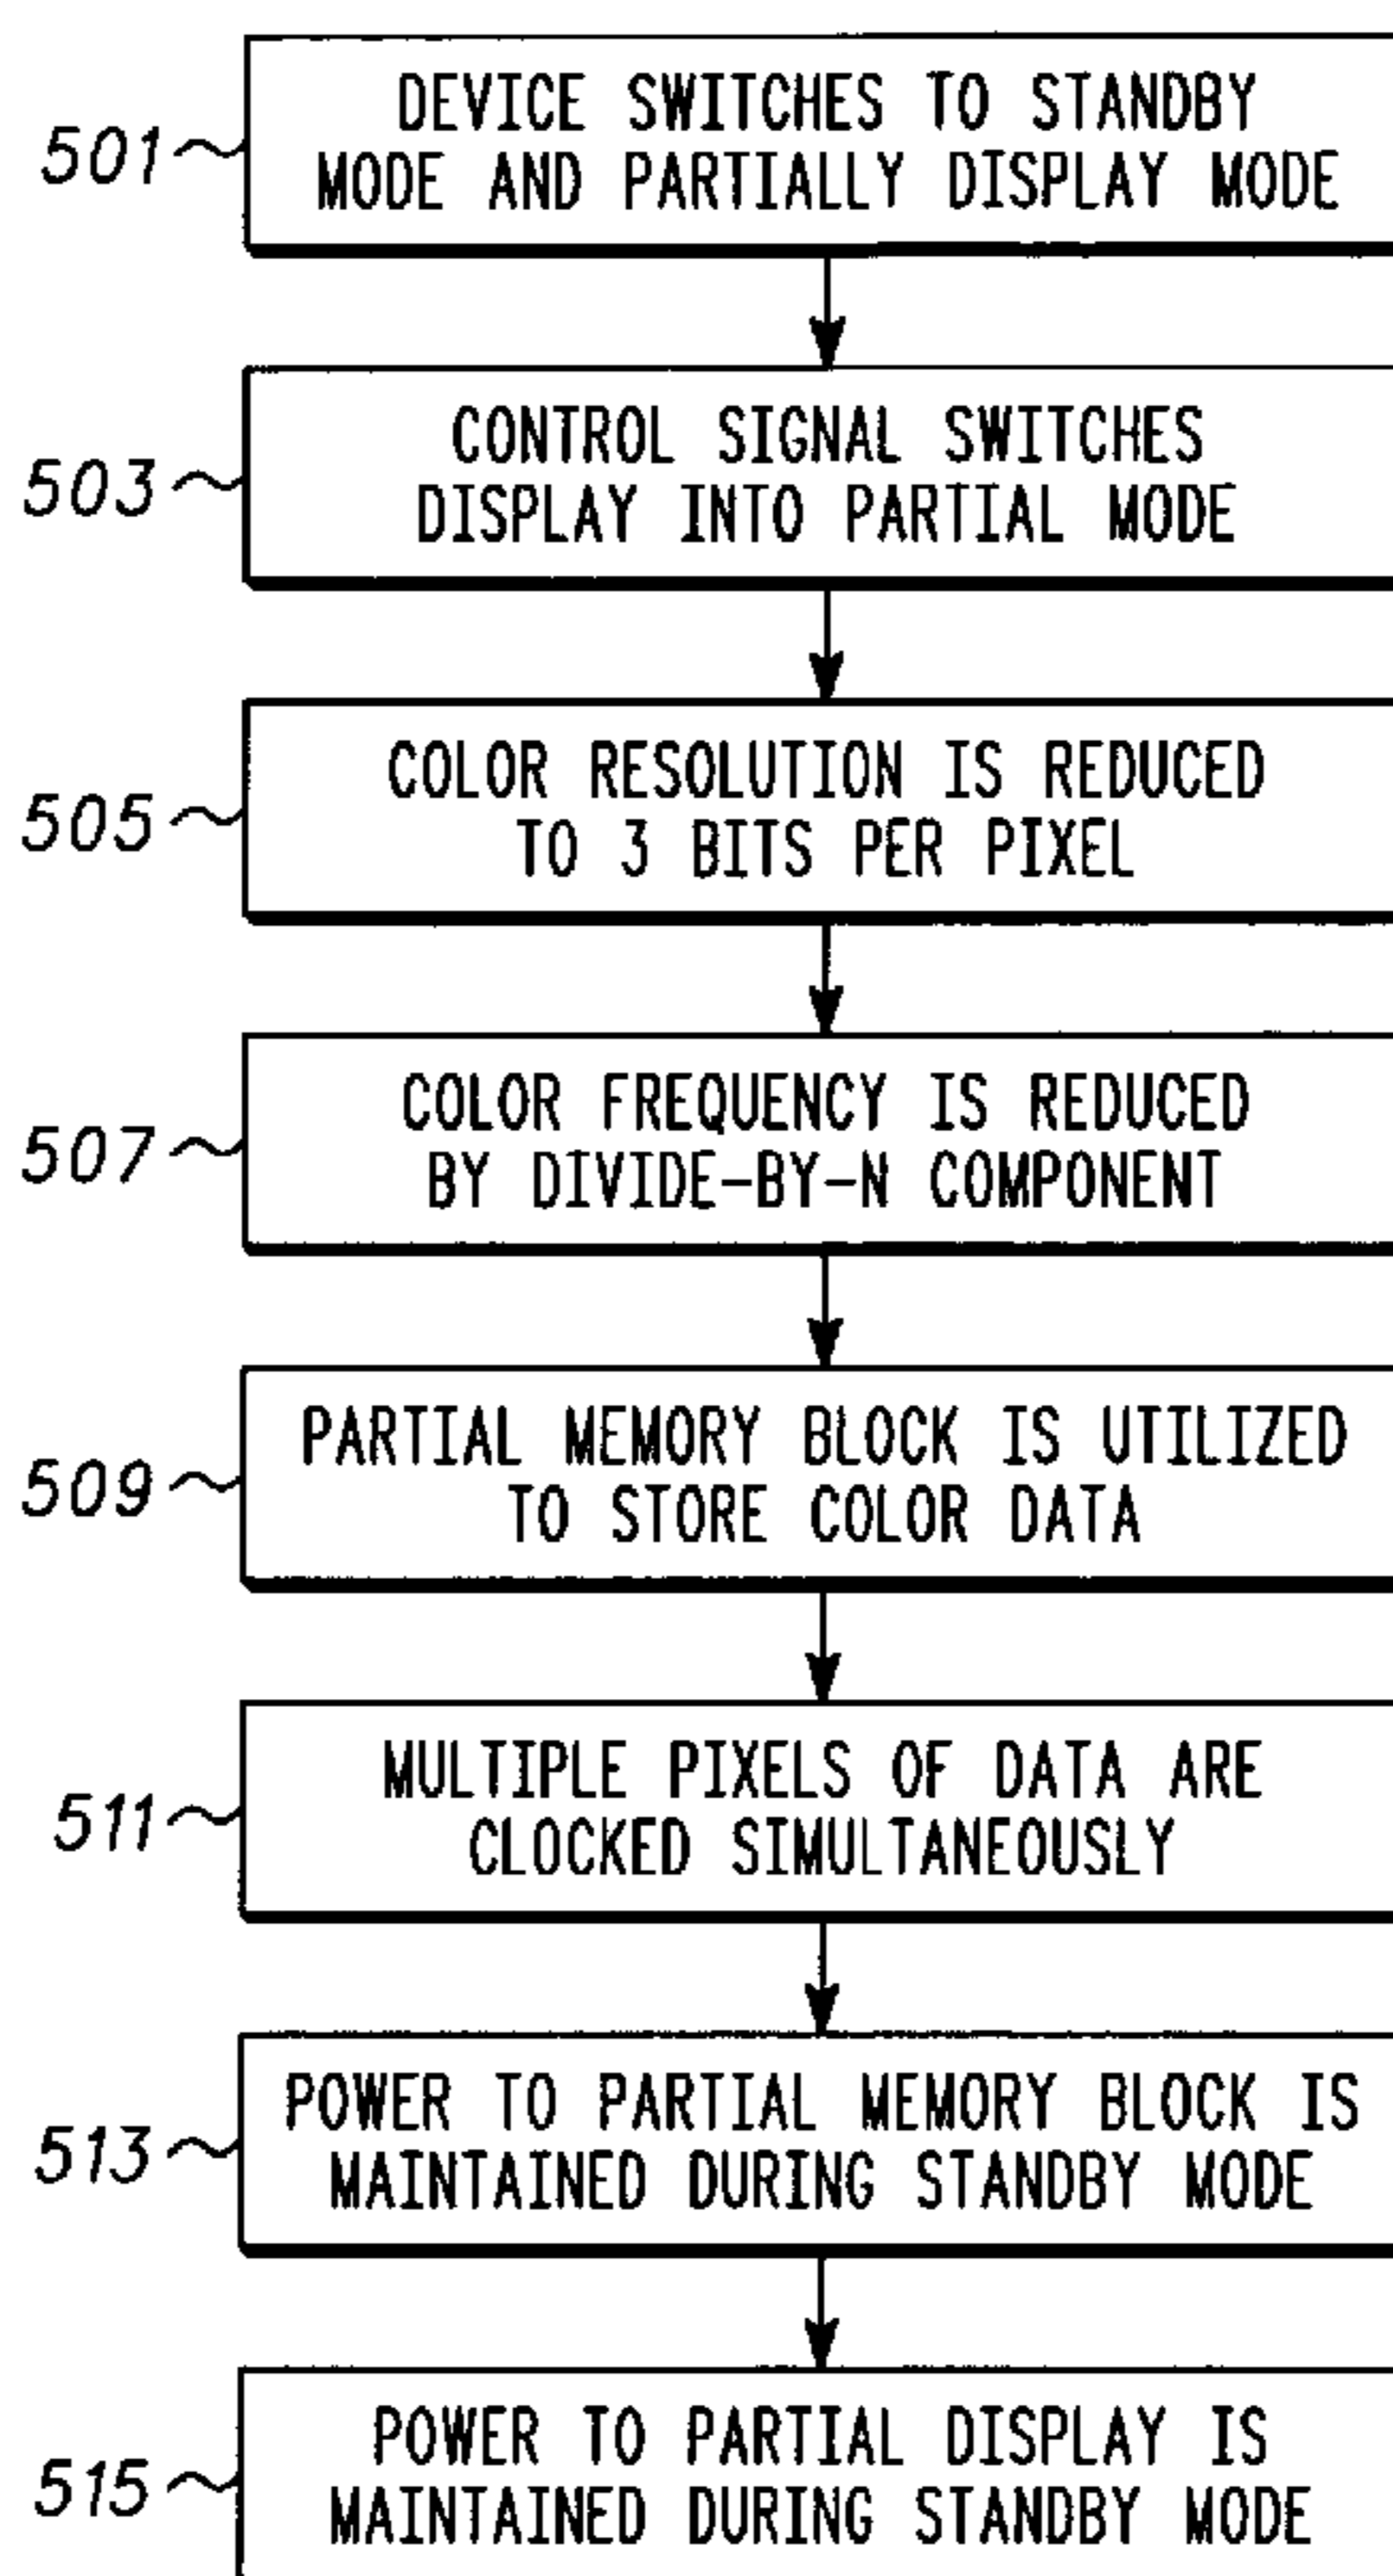 DEVICE SWITCHES TO STANDBY
501 MODE AND PARTIALLY DISPLAY MODE
CONTROL SIGNAL SWITCHES
503 DISPLAY INTO PARTIAL MODE
COLOR RESOLUTION IS REDUCED
505 TO 3 BITS PER PIXEL
COLOR FREQUENCY IS REDUCED
507 BY DIVIDE-BY-N COMPONENT
PARTIAL MEMORY BLOCK IS UTILIZED
509 TO STORE COLOR DATA
MULTIPLE PIXELS OF DATA ARE
511 CLOCKED SIMULTANEOUSLY
POWER TO PARTIAL MEMORY BLOCK IS
513 MAINTAINED DURING STANDBY MODE
POWER TO PARTIAL DISPLAY IS
515 MAINTAINED DURING STANDBY MODE